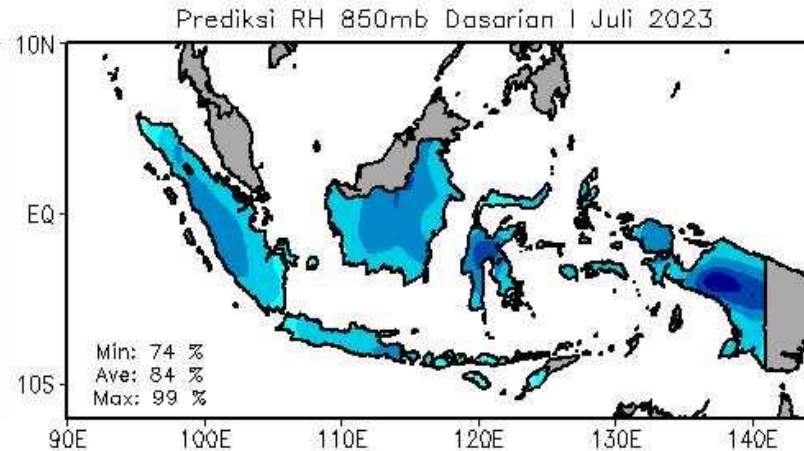 Prediksi RH 850mb Dasarian I Juli 2023
10N
EQ
10S
Min: 74 %
Ave: 84 %
Max: 99 %
90E 100E 110E 120E 130E 140E